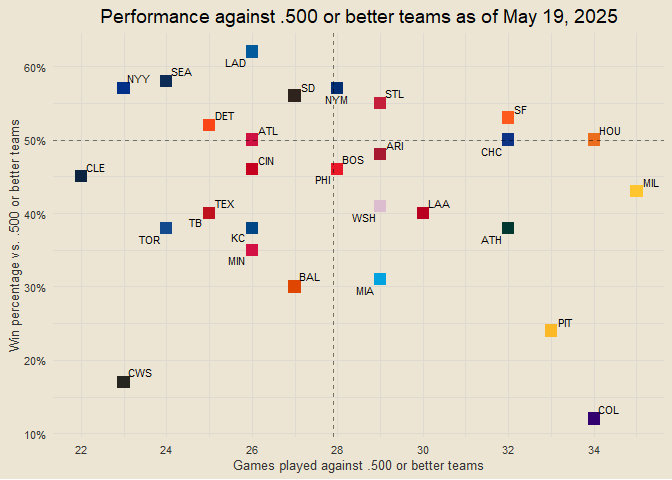 Performance against .500 or better teams as of May 19, 2025
Win percentage vs. .500 or better teams
60%
50%
40%
30%
20%
10%
LAD
NYY
SEA
SD
NYM
STL
DET
ATL
SF
HOU
CHC
CLE
CIN
BOS
PHI
ARI
MIL
TEX
TB
WSH
LAA
TOR
KC
MIN
ATH
BAL
MIA
PIT
CWS
COL
22 24 26 28 30 32 34
Games played against .500 or better teams